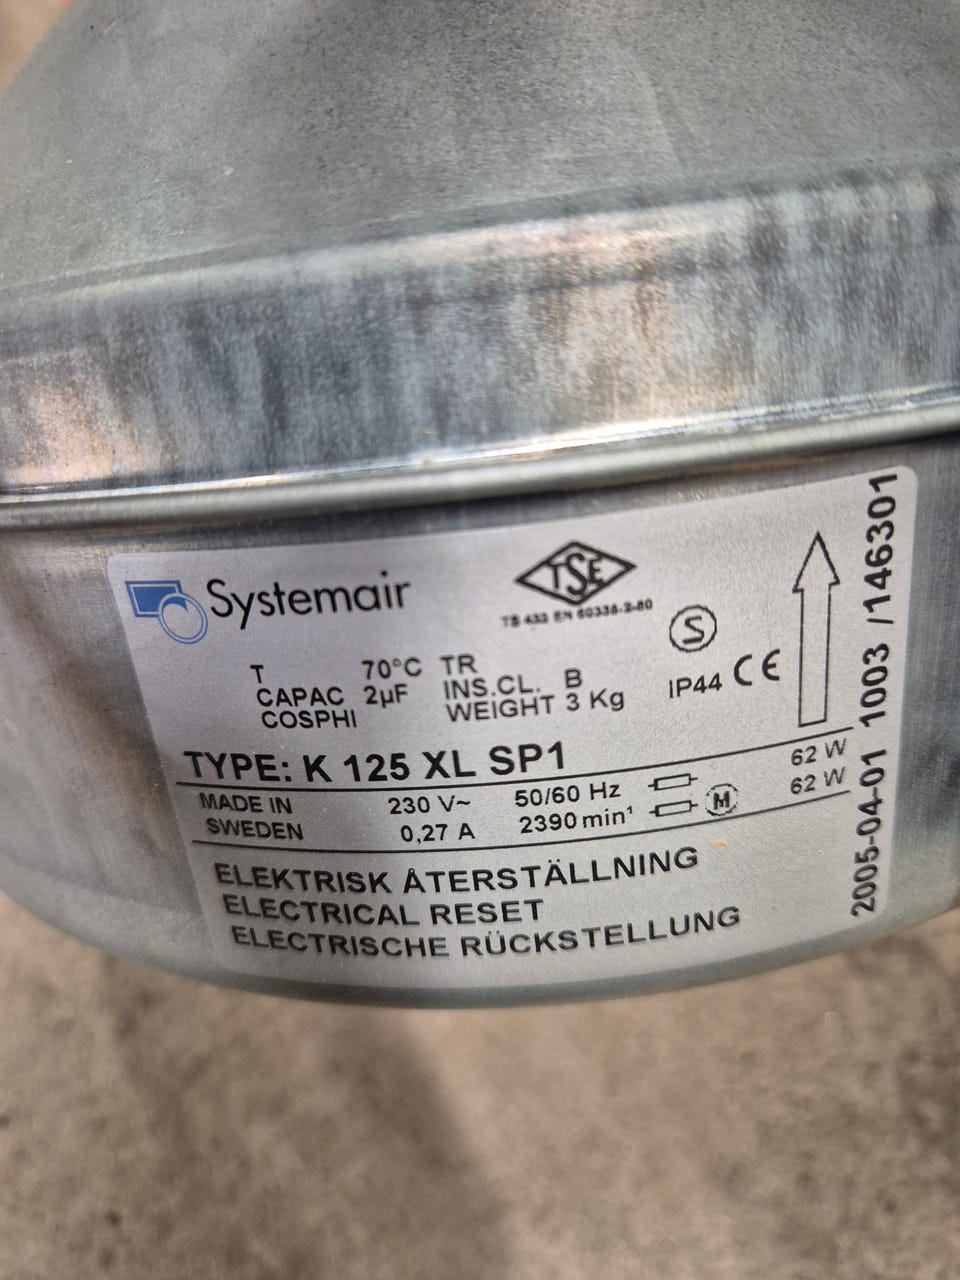 Systemair
TSE
TS 433 EN 60335-2-80
S
T 70°C TR
CAPAC 2µF INS.CL. B
COSPHI WEIGHT 3 Kg
IP44 CE
TYPE: K 125 XL SP1
MADE IN 230 V~ 50/60 Hz 62 W
SWEDEN 0,27 A 2390 min¹ M 62 W
ELEKTRISK ÅTERSTÄLLNING
ELECTRICAL RESET
ELECTRISCHE RÜCKSTELLUNG
2005-04-01 1003 /146301